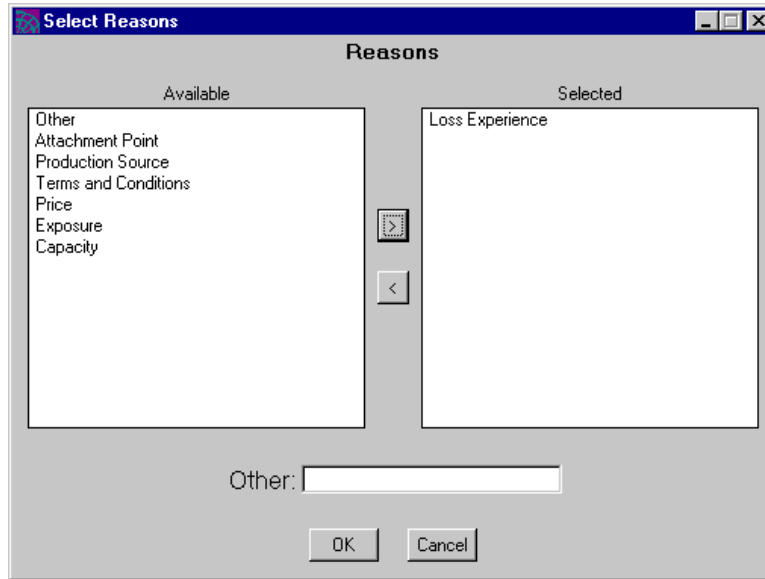 Select Reasons
Reasons
Available
Selected
Other
Attachment Point
Production Source
Terms and Conditions
Price
Exposure
Capacity
Loss Experience
>
<
Other:
OK
Cancel